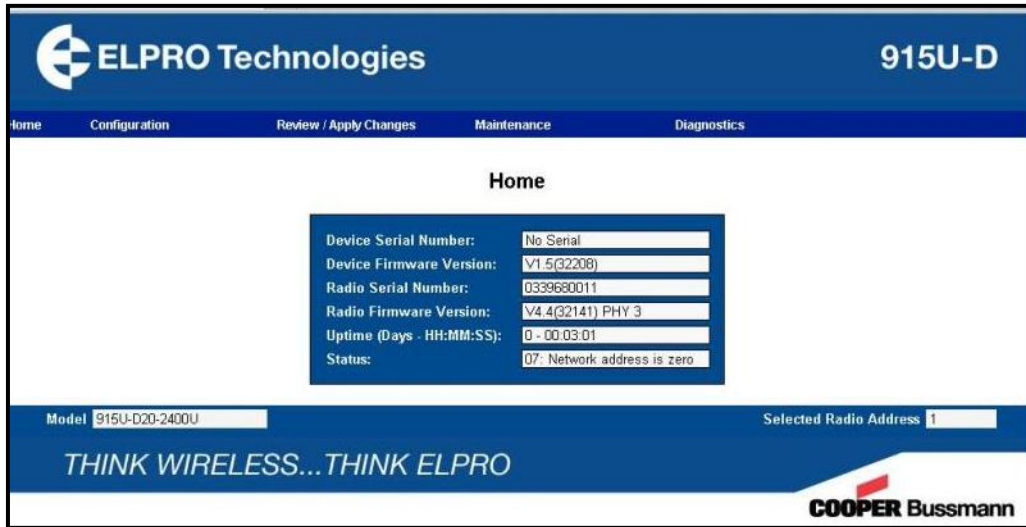 ELPRO Technologies 915U-D
Home Configuration Review / Apply Changes Maintenance Diagnostics
Home
Device Serial Number: No Serial
Device Firmware Version: V1.5(32208)
Radio Serial Number: 0339680011
Radio Firmware Version: V4.4(32141) PHY 3
Uptime (Days - HH:MM:SS): 0 - 00:03:01
Status: 07: Network address is zero
Model 915U-D20-2400U Selected Radio Address 1
THINK WIRELESS...THINK ELPRO
COOPER Bussmann